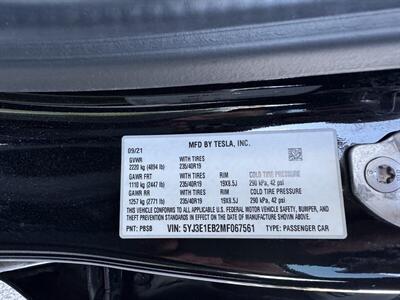 MFD BY TESLA, INC.
09/21
GVWR WITH TIRES
2220 kg (4894 lb) 235/40R19
GAWR FRT WITH TIRES COLD TIRE PRESSURE
1110 kg (2447 lb) 235/40R19 19X8.5J 290 kPa, 42 psi
GAWR RR WITH TIRES COLD TIRE PRESSURE
1257 kg (2771 lb) 235/40R19 19X8.5J 290 kPa, 42 psi
THIS VEHICLE CONFORMS TO ALL APPLICABLE
FEDERAL MOTOR VEHICLE SAFETY, BUMPER, AND
THEFT PREVENTION STANDARDS IN EFFECT ON THE
DATE OF MANUFACTURE SHOWN ABOVE.
VIN: 5YJ3E1EB2MF067561
PNT: PBSB TYPE: PASSENGER CAR